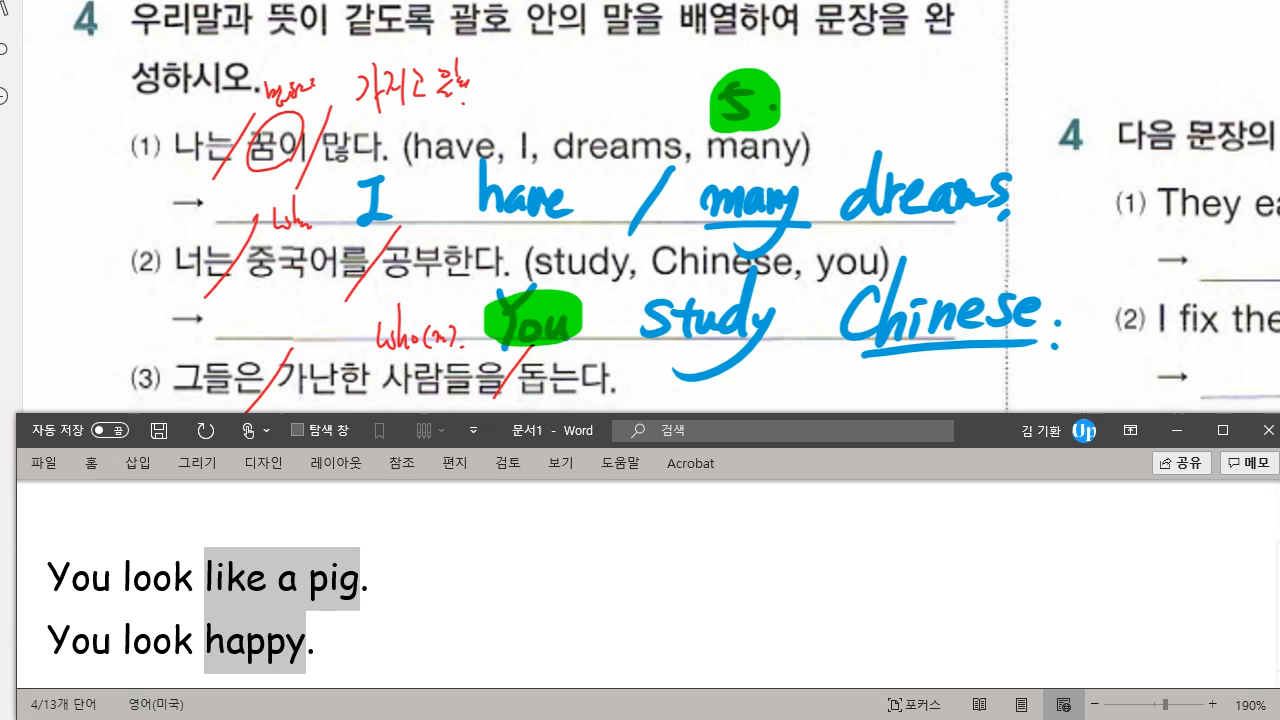 4 우리말과 뜻이 같도록 괄호 안의 말을 배열하여 문장을 완
성하시오.
가지고 있
(1) 나는 꿈이 많다. (have, I, dreams, many)
→ I have / many dreams.
who
(2) 너는 중국어를 공부한다. (study, Chinese, you)
→ You study Chinese.
who(x).
(3) 그들은 가난한 사람들을 돕는다.
4 다음 문장의
(1) They ea
→
(2) I fix the
→
자동 저장 끔 탐색 창 문서1 - Word 검색 김 기환 Up
파일 홈 삽입 그리기 디자인 레이아웃 참조 편지 검토 보기 도움말 Acrobat 공유 메모
You look like a pig.
You look happy.
4/13개 단어 영어(미국) 포커스 190%